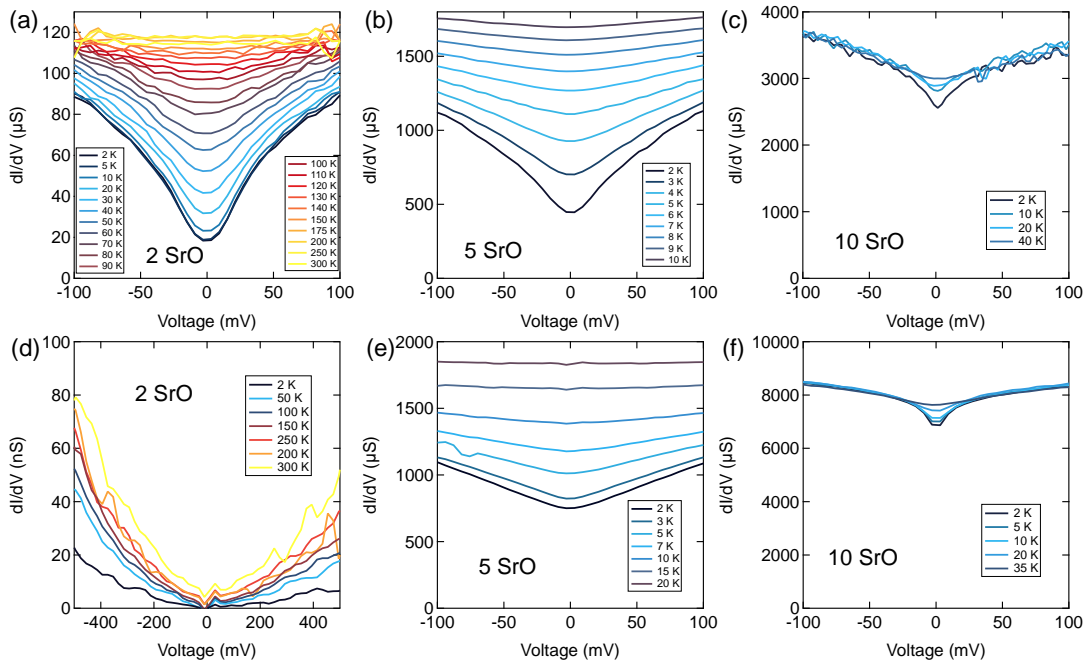 (a)
120
100
80
60
40
20
0
dI/dV (µS)
2 K
5 K
10 K
20 K
30 K
40 K
50 K
60 K
70 K
80 K
90 K
100 K
110 K
120 K
130 K
140 K
150 K
175 K
200 K
250 K
300 K
2 SrO
-100 -50 0 50 100
Voltage (mV)
(b)
1500
1000
500
0
dI/dV (µS)
2 K
3 K
4 K
5 K
6 K
7 K
8 K
9 K
10 K
5 SrO
-100 -50 0 50 100
Voltage (mV)
(c)
4000
3000
2000
1000
0
dI/dV (µS)
2 K
10 K
20 K
40 K
10 SrO
-100 -50 0 50 100
Voltage (mV)
(d)
100
80
60
40
20
0
dI/dV (nS)
2 SrO
2 K
50 K
100 K
150 K
250 K
200 K
300 K
-400 -200 0 200 400
Voltage (mV)
(e)
2000
1500
1000
500
0
dI/dV (µS)
2 K
3 K
5 K
7 K
10 K
15 K
20 K
5 SrO
-100 -50 0 50 100
Voltage (mV)
(f)
10000
8000
6000
4000
2000
0
dI/dV (µS)
2 K
5 K
10 K
20 K
35 K
10 SrO
-100 -50 0 50 100
Voltage (mV)